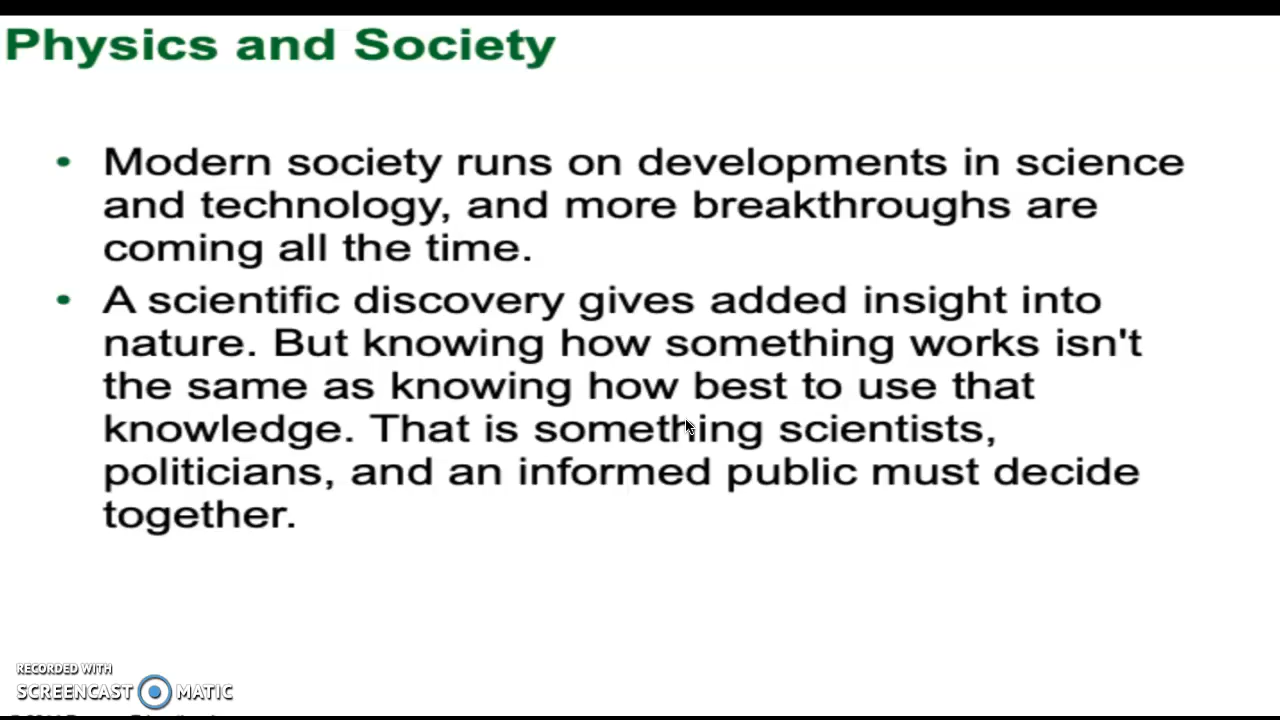 Physics and Society
• Modern society runs on developments in science
and technology, and more breakthroughs are
coming all the time.
• A scientific discovery gives added insight into
nature. But knowing how something works isn't
the same as knowing how best to use that
knowledge. That is something scientists,
politicians, and an informed public must decide
together.
RECORDED WITH
SCREENCAST MATIC